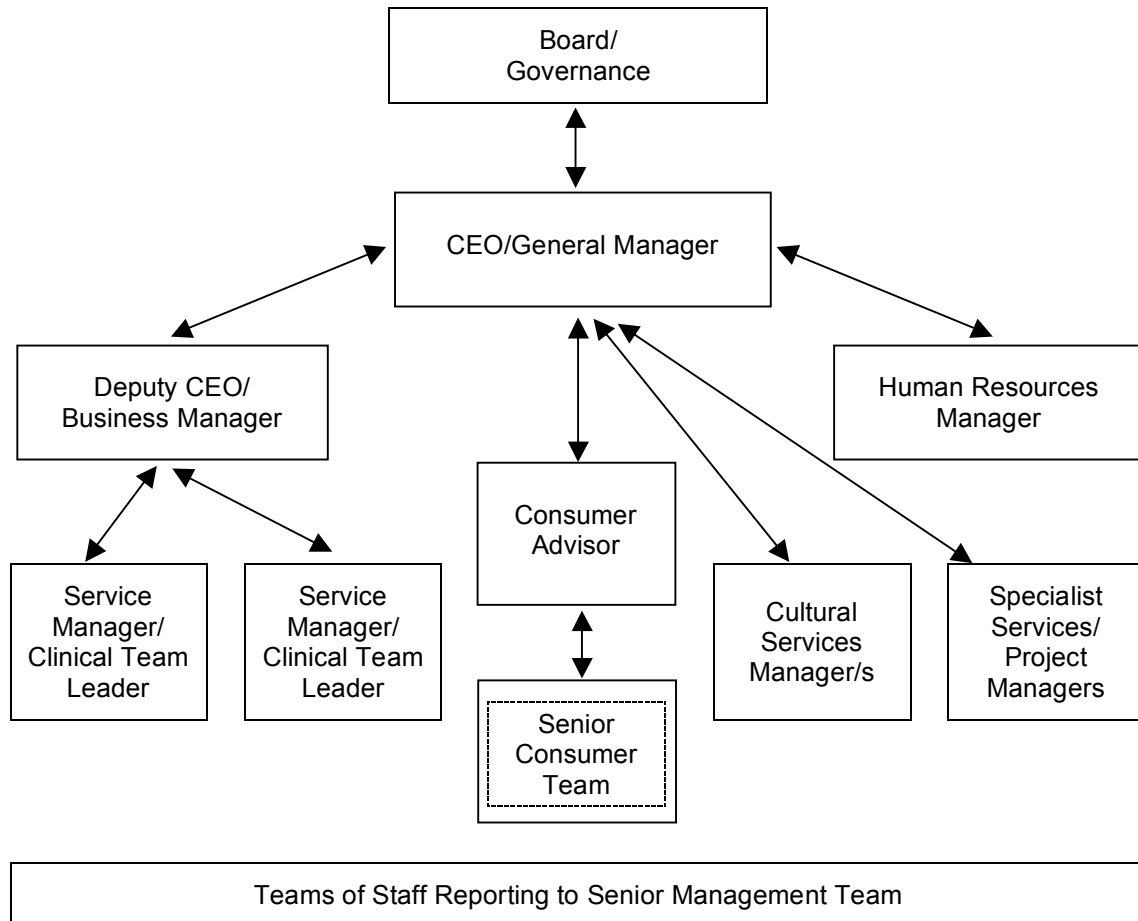 Board/
Governance
CEO/General Manager
Deputy CEO/
Business Manager
Human Resources
Manager
Consumer
Advisor
Service
Manager/
Clinical Team
Leader
Service
Manager/
Clinical Team
Leader
Cultural
Services
Manager/s
Specialist
Services/
Project
Managers
Senior
Consumer
Team
Teams of Staff Reporting to Senior Management Team